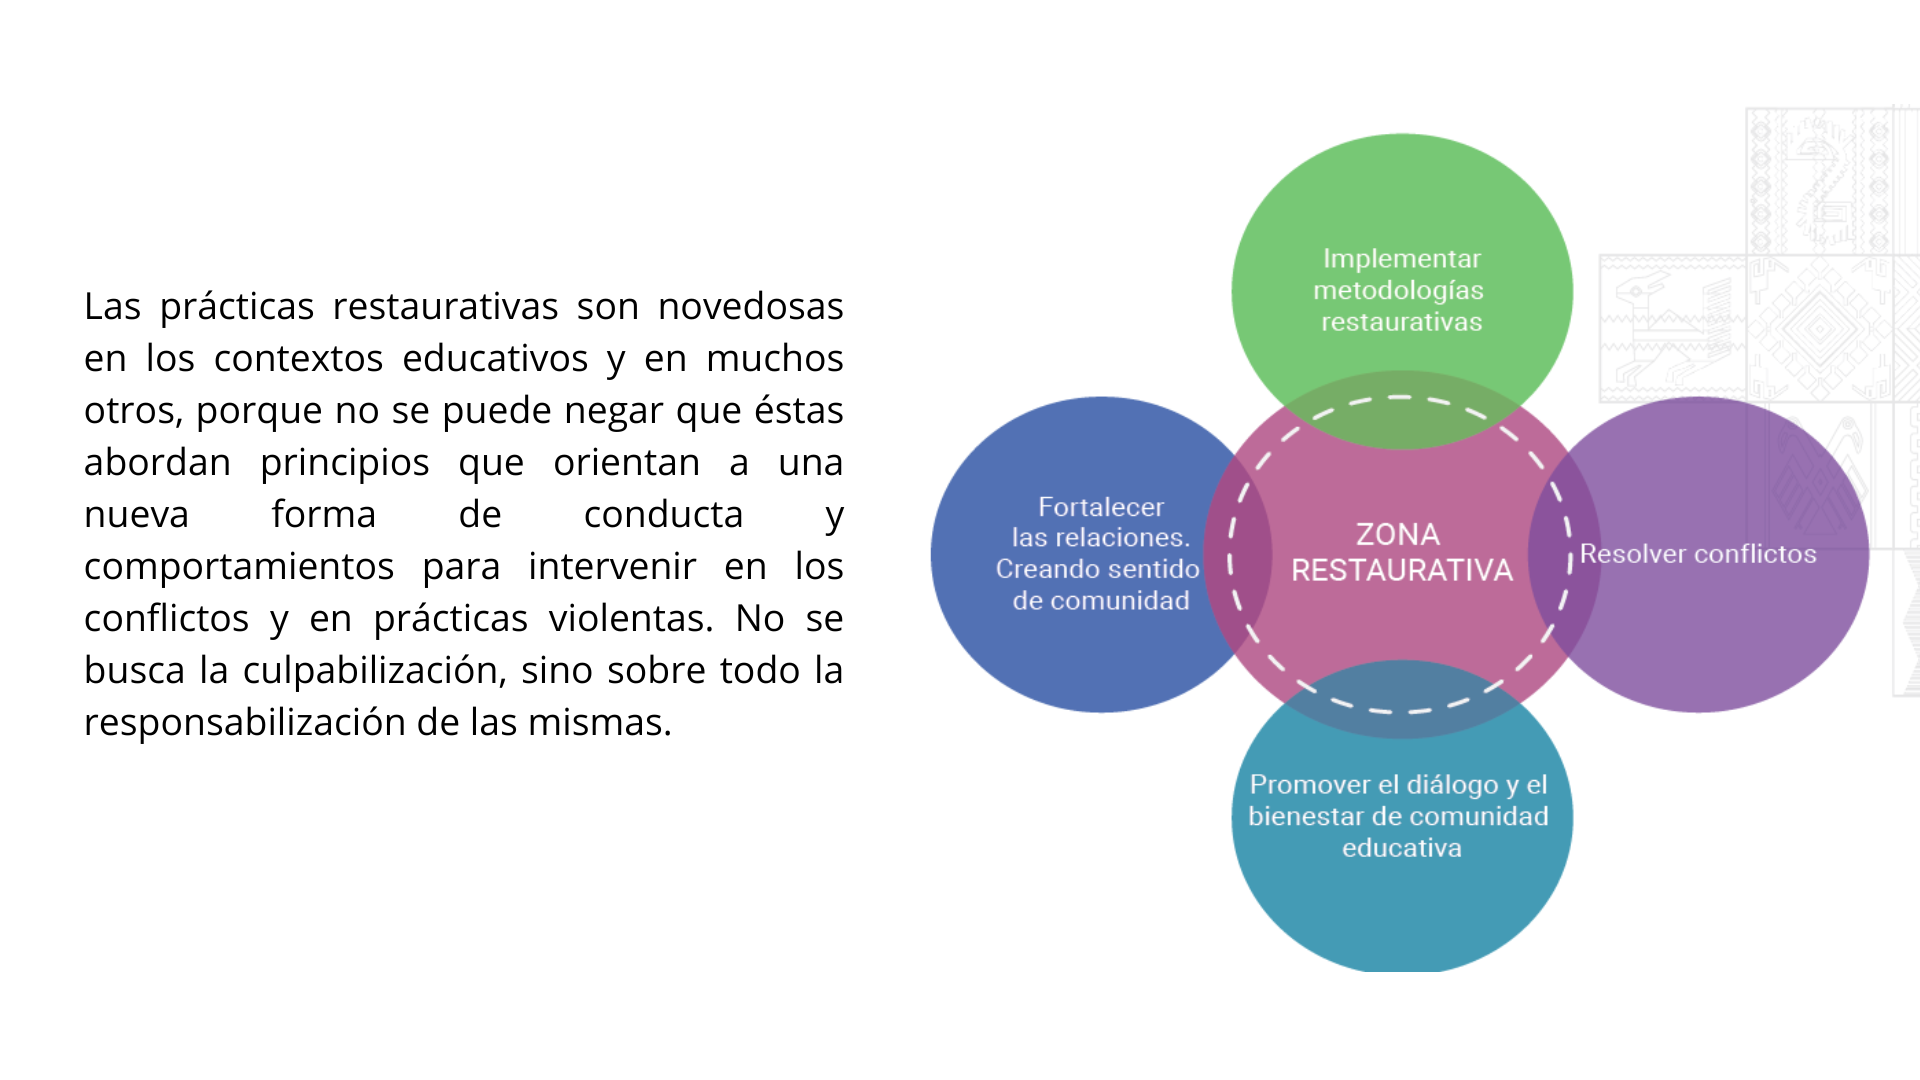 Las prácticas restaurativas son novedosas
en los contextos educativos y en muchos
otros, porque no se puede negar que éstas
abordan principios que orientan a una
nueva forma de conducta y
comportamientos para intervenir en los
conflictos y en prácticas violentas. No se
busca la culpabilización, sino sobre todo la
responsabilización de las mismas.
Implementar
metodologías
restaurativas
Fortalecer
las relaciones.
Creando sentido
de comunidad
ZONA
RESTAURATIVA
Resolver conflictos
Promover el diálogo y el
bienestar de comunidad
educativa